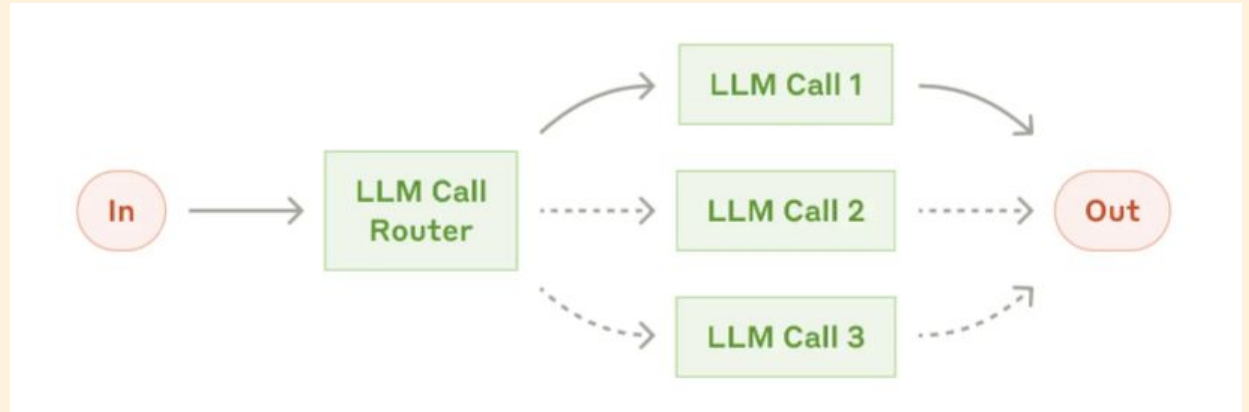 In
LLM Call
Router
LLM Call 1
LLM Call 2
LLM Call 3
Out